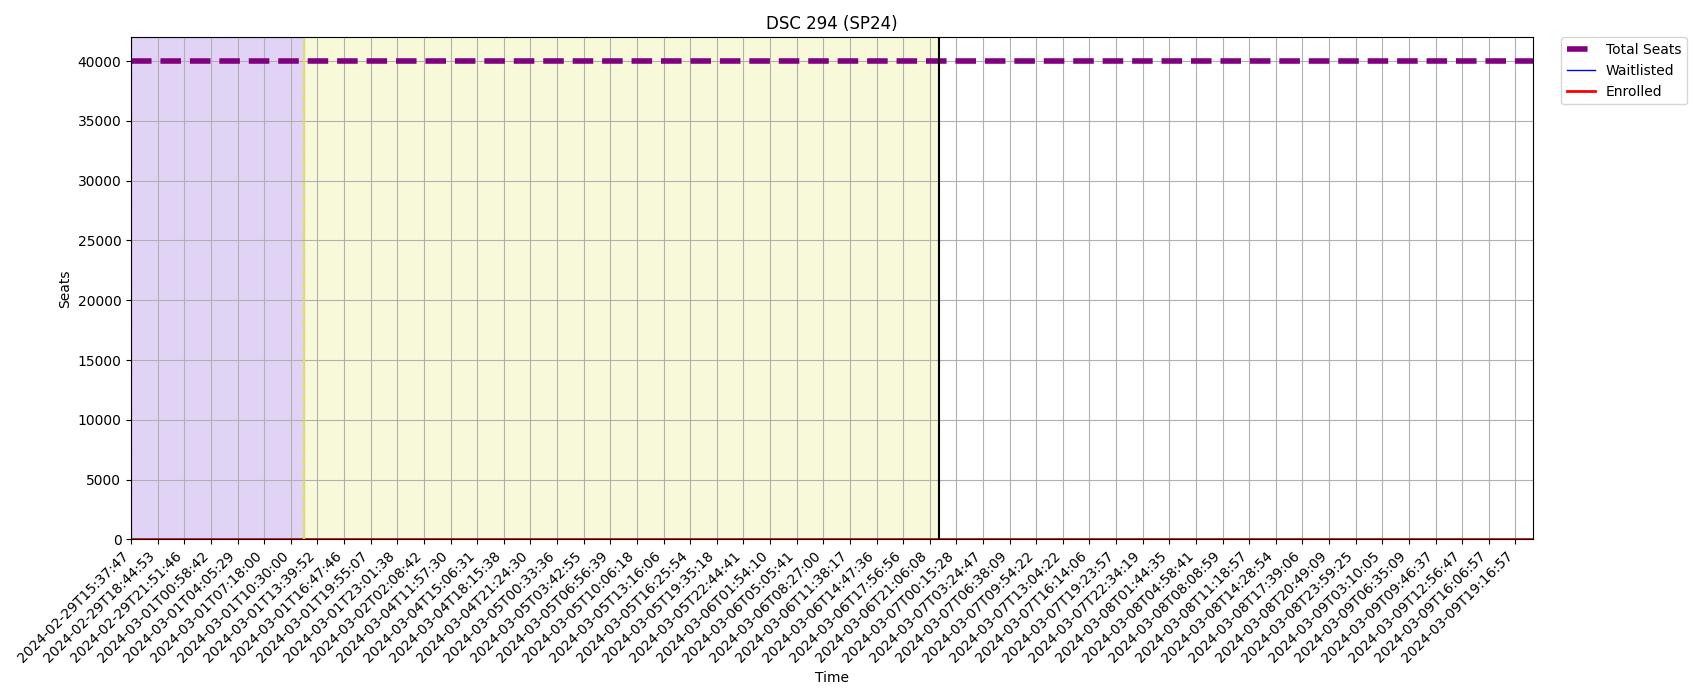 DSC 294 (SP24)
Total Seats
Waitlisted
Enrolled
40000
35000
30000
25000
20000
15000
10000
5000
0
Seats
2024-02-29T15:37:47
2024-02-29T18:44:53
2024-02-29T21:51:46
2024-03-01T00:58:42
2024-03-01T04:05:29
2024-03-01T07:18:00
2024-03-01T10:30:00
2024-03-01T13:39:52
2024-03-01T16:47:46
2024-03-01T19:55:07
2024-03-01T23:01:38
2024-03-02T02:08:42
2024-03-04T11:57:30
2024-03-04T15:06:31
2024-03-04T18:15:38
2024-03-04T21:24:30
2024-03-05T00:33:36
2024-03-05T03:42:55
2024-03-05T06:56:39
2024-03-05T10:06:18
2024-03-05T13:16:06
2024-03-05T16:25:54
2024-03-05T19:35:18
2024-03-05T22:44:41
2024-03-06T01:54:10
2024-03-06T05:05:41
2024-03-06T08:27:00
2024-03-06T11:38:17
2024-03-06T14:47:36
2024-03-06T17:56:56
2024-03-06T21:06:08
2024-03-07T00:15:28
2024-03-07T03:24:47
2024-03-07T06:38:09
2024-03-07T09:54:22
2024-03-07T13:04:22
2024-03-07T16:14:06
2024-03-07T19:23:57
2024-03-07T22:34:19
2024-03-08T01:44:35
2024-03-08T04:58:41
2024-03-08T08:08:59
2024-03-08T11:18:57
2024-03-08T14:28:54
2024-03-08T17:39:06
2024-03-08T20:49:09
2024-03-08T23:59:25
2024-03-09T03:10:05
2024-03-09T06:35:09
2024-03-09T09:46:37
2024-03-09T12:56:47
2024-03-09T16:06:57
2024-03-09T19:16:57
Time